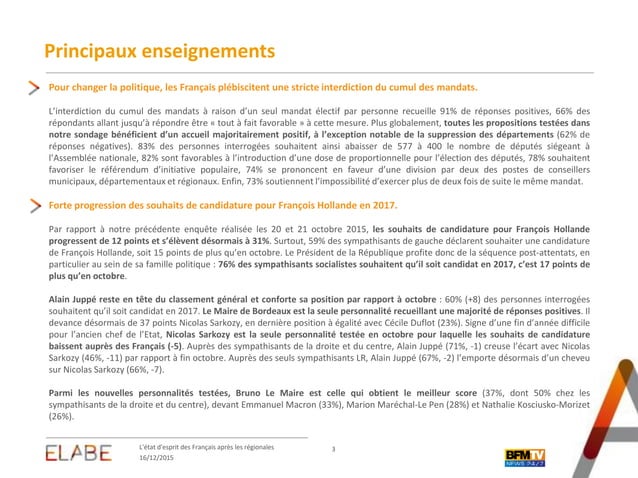 Principaux enseignements
Pour changer la politique, les Français plébiscitent une stricte interdiction du cumul des mandats.
L’interdiction du cumul des mandats à raison d’un seul mandat électif par personne recueille 91% de réponses positives, 66% des
répondants allant jusqu’à répondre être « tout à fait favorable » à cette mesure. Plus globalement, toutes les propositions testées dans
notre sondage bénéficient d’un accueil majoritairement positif, à l’exception notable de la suppression des départements (62% de
réponses négatives). 83% des personnes interrogées souhaitent ainsi abaisser de 577 à 400 le nombre de députés siégeant à
l’Assemblée nationale, 82% sont favorables à l’introduction d’une dose de proportionnelle pour l’élection des députés, 78% souhaitent
favoriser le référendum d’initiative populaire, 74% se prononcent en faveur d’une division par deux des postes de conseillers
municipaux, départementaux et régionaux. Enfin, 73% soutiennent l’impossibilité d’exercer plus de deux fois de suite le même mandat.
Forte progression des souhaits de candidature pour François Hollande en 2017.
Par rapport à notre précédente enquête réalisée les 20 et 21 octobre 2015, les souhaits de candidature pour François Hollande
progressent de 12 points et s’élèvent désormais à 31%. Surtout, 59% des sympathisants de gauche déclarent souhaiter une candidature
de François Hollande, soit 15 points de plus qu’en octobre. Le Président de la République profite donc de la séquence post-attentats, en
particulier au sein de sa famille politique : 76% des sympathisants socialistes souhaitent qu’il soit candidat en 2017, c’est 17 points de
plus qu’en octobre.
Alain Juppé reste en tête du classement général et conforte sa position par rapport à octobre : 60% (+8) des personnes interrogées
souhaitent qu’il soit candidat en 2017. Le Maire de Bordeaux est la seule personnalité recueillant une majorité de réponses positives. Il
devance désormais de 37 points Nicolas Sarkozy, en dernière position à égalité avec Cécile Duflot (23%). Signe d’une fin d’année difficile
pour l’ancien chef de l’Etat, Nicolas Sarkozy est la seule personnalité testée en octobre pour laquelle les souhaits de candidature
baissent auprès des Français (-5). Auprès des sympathisants de la droite et du centre, Alain Juppé (71%, -1) creuse l’écart avec Nicolas
Sarkozy (46%, -11) par rapport à fin octobre. Auprès des seuls sympathisants LR, Alain Juppé (67%, -2) l’emporte désormais d’un cheveu
sur Nicolas Sarkozy (66%, -7).
Parmi les nouvelles personnalités testées, Bruno Le Maire est celle qui obtient le meilleur score (37%, dont 50% chez les
sympathisants de la droite et du centre), devant Emmanuel Macron (33%), Marion Maréchal-Le Pen (28%) et Nathalie Kosciusko-Morizet
(26%).
ELABE
L’état d’esprit des Français après les régionales
16/12/2015
3
BFMTV
NEWS 24/7